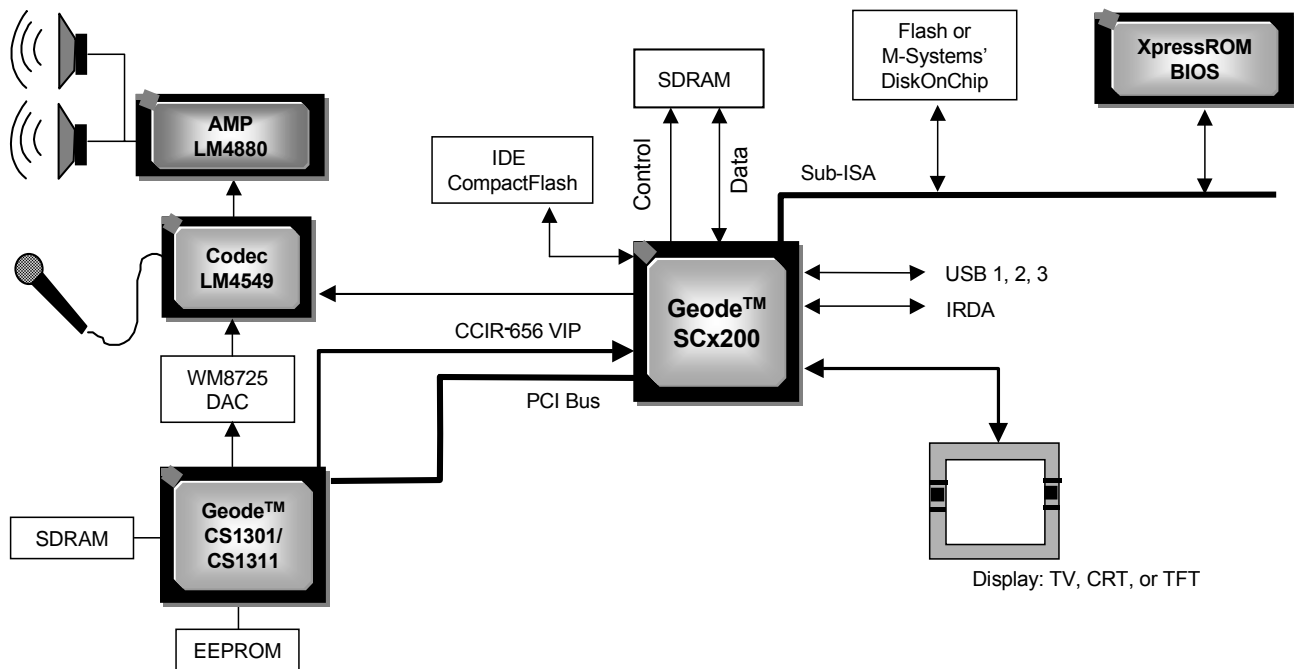 Flash or
M-Systems'
DiskOnChip
XpressROM
BIOS
SDRAM
AMP
LM4880
IDE
CompactFlash
Control
Data
Sub-ISA
Codec
LM4549
Geode™
SCx200
USB 1, 2, 3
IRDA
CCIR-656 VIP
WM8725
DAC
PCI Bus
Geode™
CS1301/
CS1311
SDRAM
Display: TV, CRT, or TFT
EEPROM